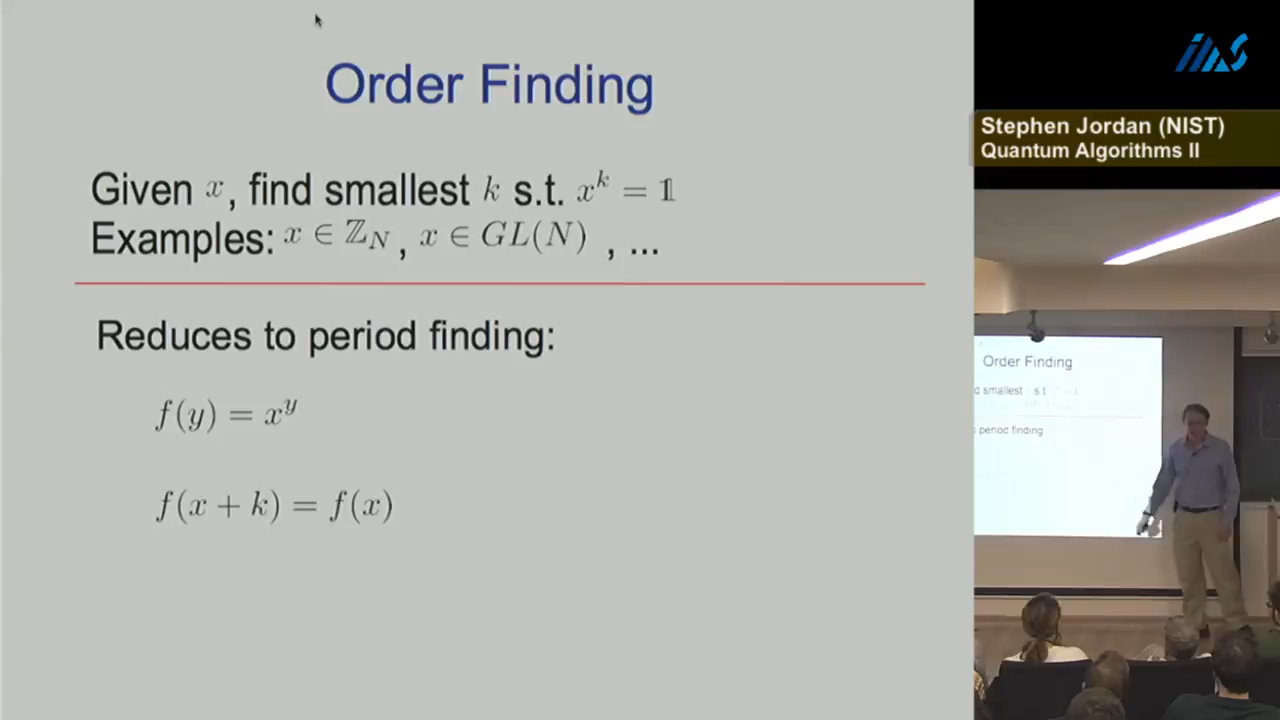 Order Finding
Given x, find smallest k s.t. x^k = 𝟙
Examples: x ∈ ℤ_N , x ∈ GL(N) , ...
Reduces to period finding:
f(y) = x^y
f(x + k) = f(x)
IAS
Stephen Jordan (NIST)
Quantum Algorithms II
Order Finding
d smallest s t
period finding